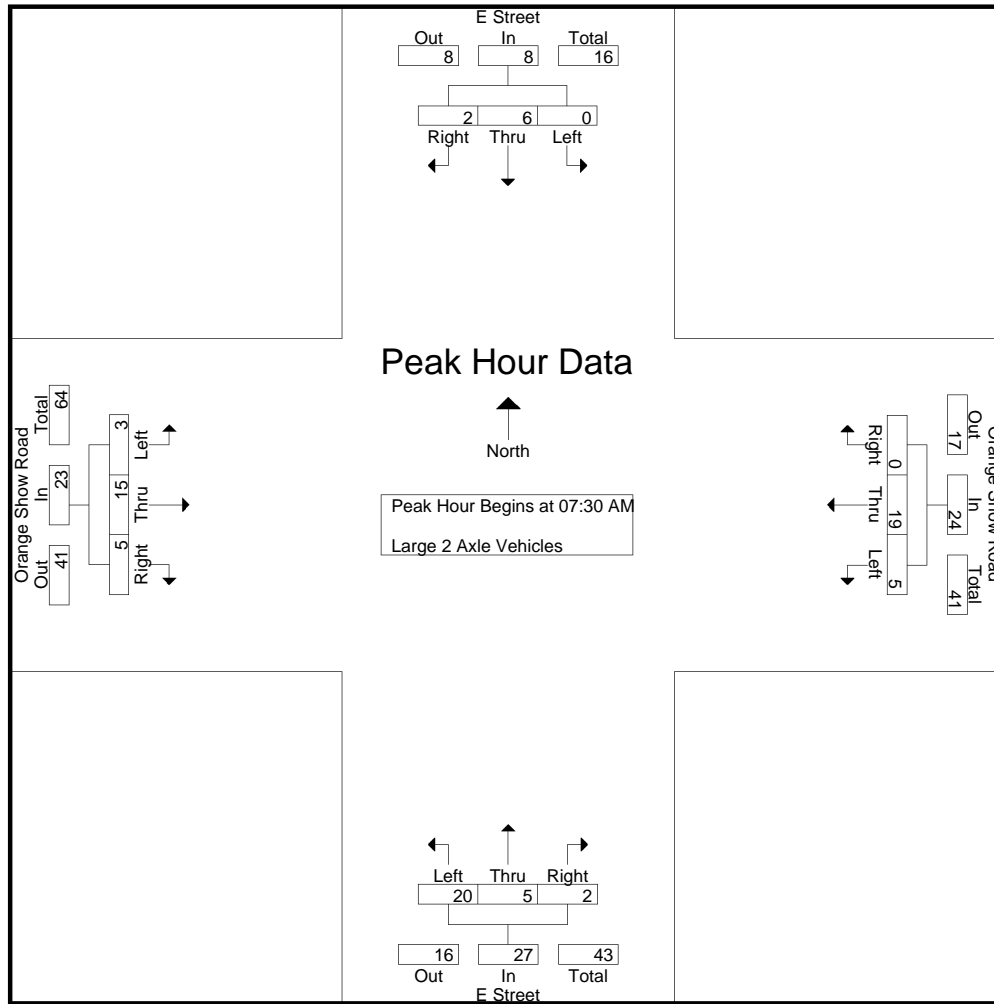 E Street
Out In Total
8 8 16
2 6 0
Right Thru Left
Peak Hour Data
North
Peak Hour Begins at 07:30 AM
Large 2 Axle Vehicles
Orange Show Road
Out In Total
41 23 64
5 15 3
Right Thru Left
Orange Show Road
Out In Total
17 24 41
0 19 5
Right Thru Left
Left Thru Right
20 5 2
16 27 43
Out In Total
E Street